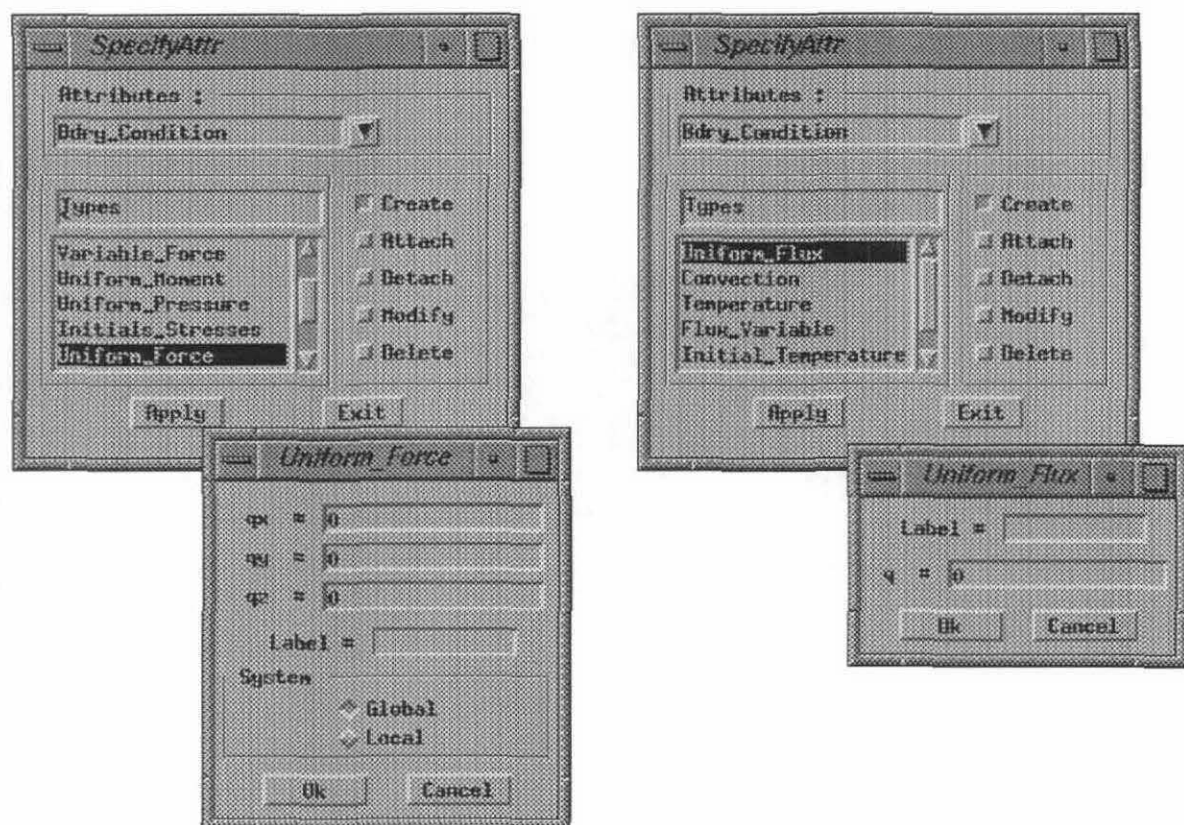 SpecifyAttr
Attributes :
Bdry_Condition
Types
Variable_Force
Uniform_Moment
Uniform_Pressure
Initials_Stresses
Uniform_Force
Create
Attach
Detach
Modify
Delete
Apply Exit
Uniform_Force
qx = 0
qy = 0
qz = 0
Label =
System
Global
Local
Ok Cancel
SpecifyAttr
Attributes :
Bdry_Condition
Types
Uniform_Flux
Convection
Temperature
Flux_Variable
Initial_Temperature
Create
Attach
Detach
Modify
Delete
Apply Exit
Uniform_Flux
Label =
q = 0
Ok Cancel